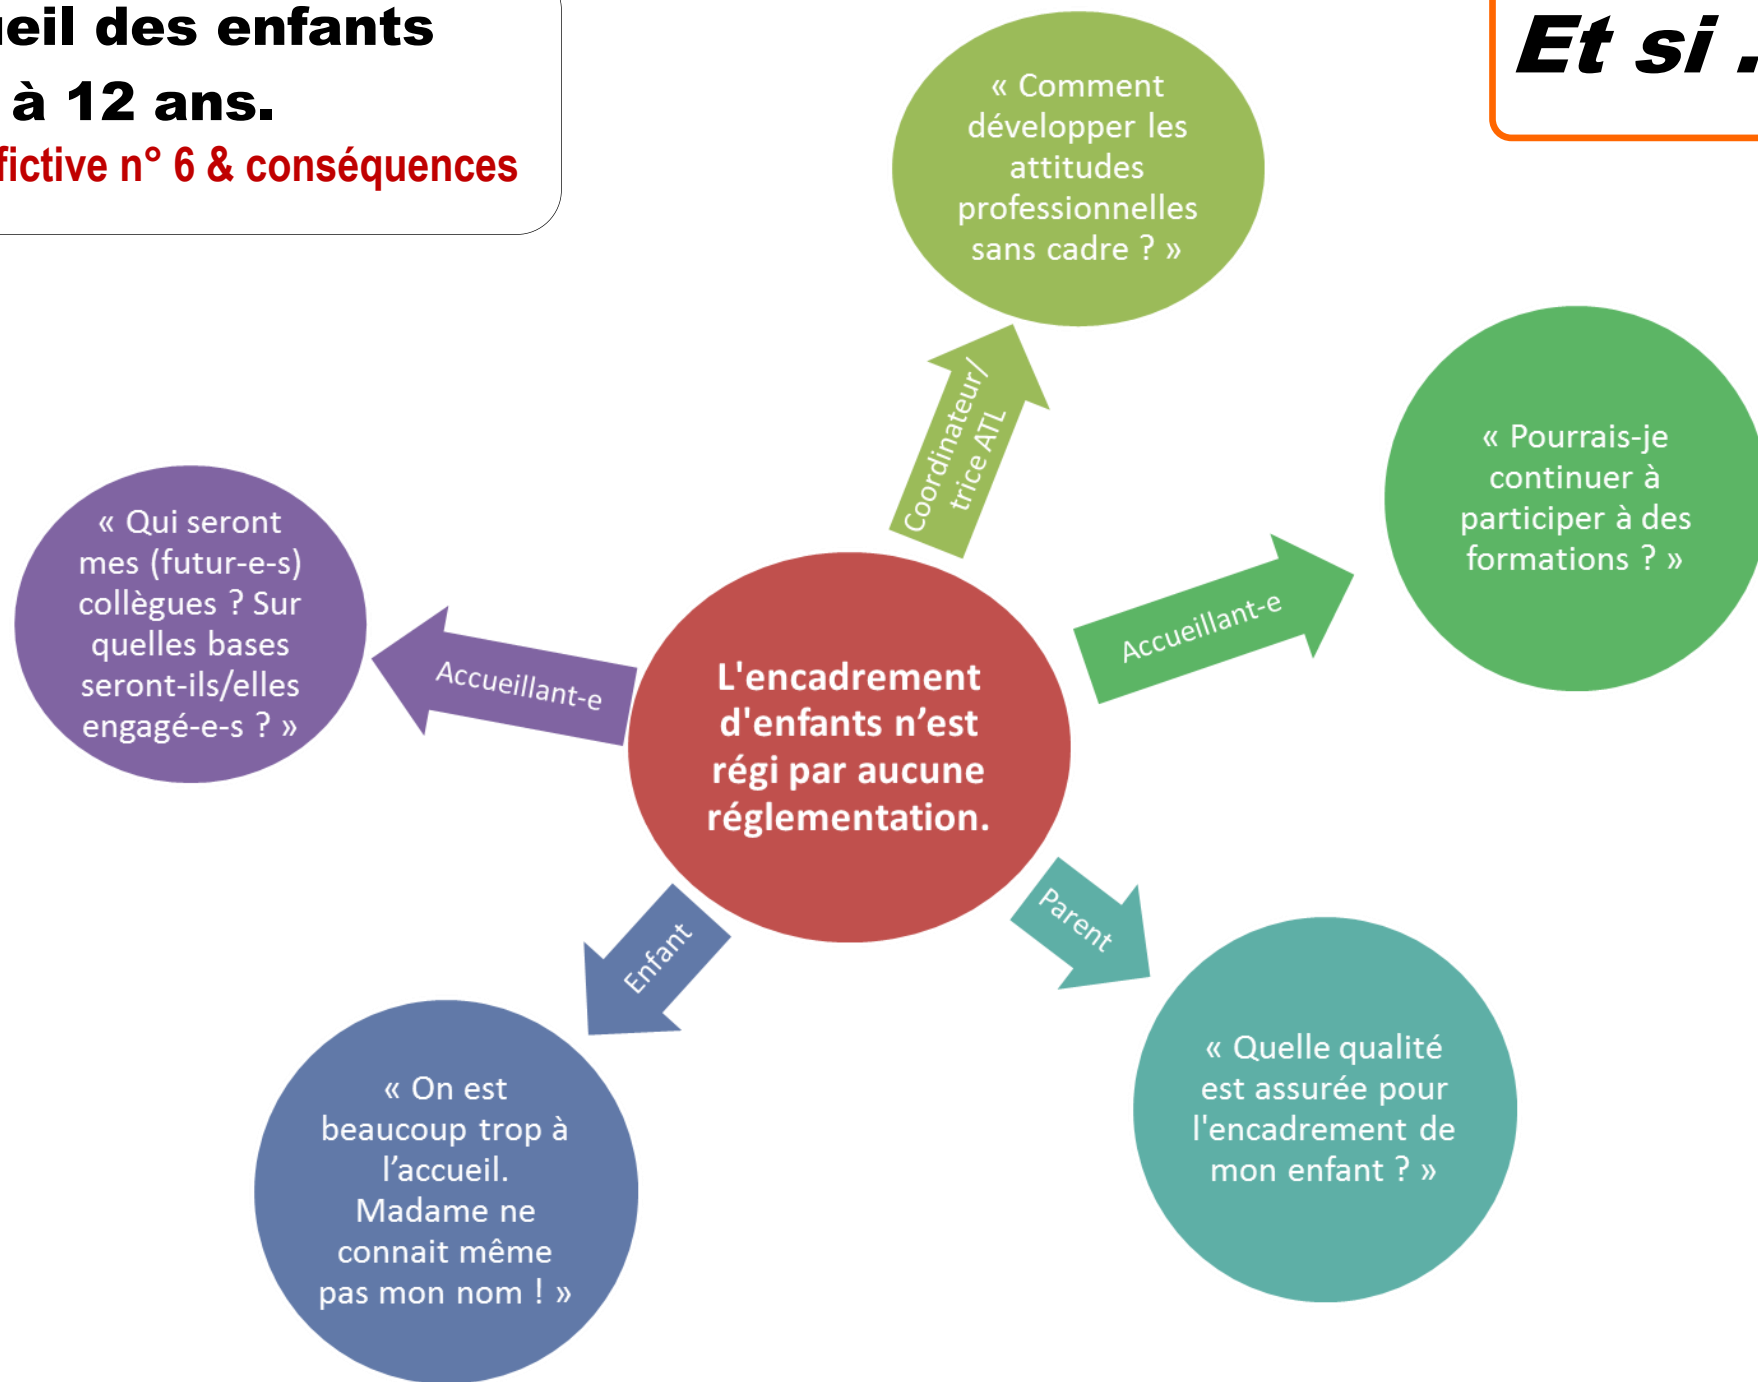 ueil des enfants
à 12 ans.
fictive n° 6 & conséquences
Et si .
« Comment
développer les
attitudes
professionnelles
sans cadre ? »
Coordinateur/
trice ATL
« Pourrais-je
continuer à
participer à des
formations ? »
Accueillant-e
« Qui seront
mes (futur-e-s)
collègues ? Sur
quelles bases
seront-ils/elles
engagé-e-s ? »
Accueillant-e
L'encadrement
d'enfants n’est
régi par aucune
réglementation.
Parent
« Quelle qualité
est assurée pour
l'encadrement de
mon enfant ? »
Enfant
« On est
beaucoup trop à
l’accueil.
Madame ne
connait même
pas mon nom ! »